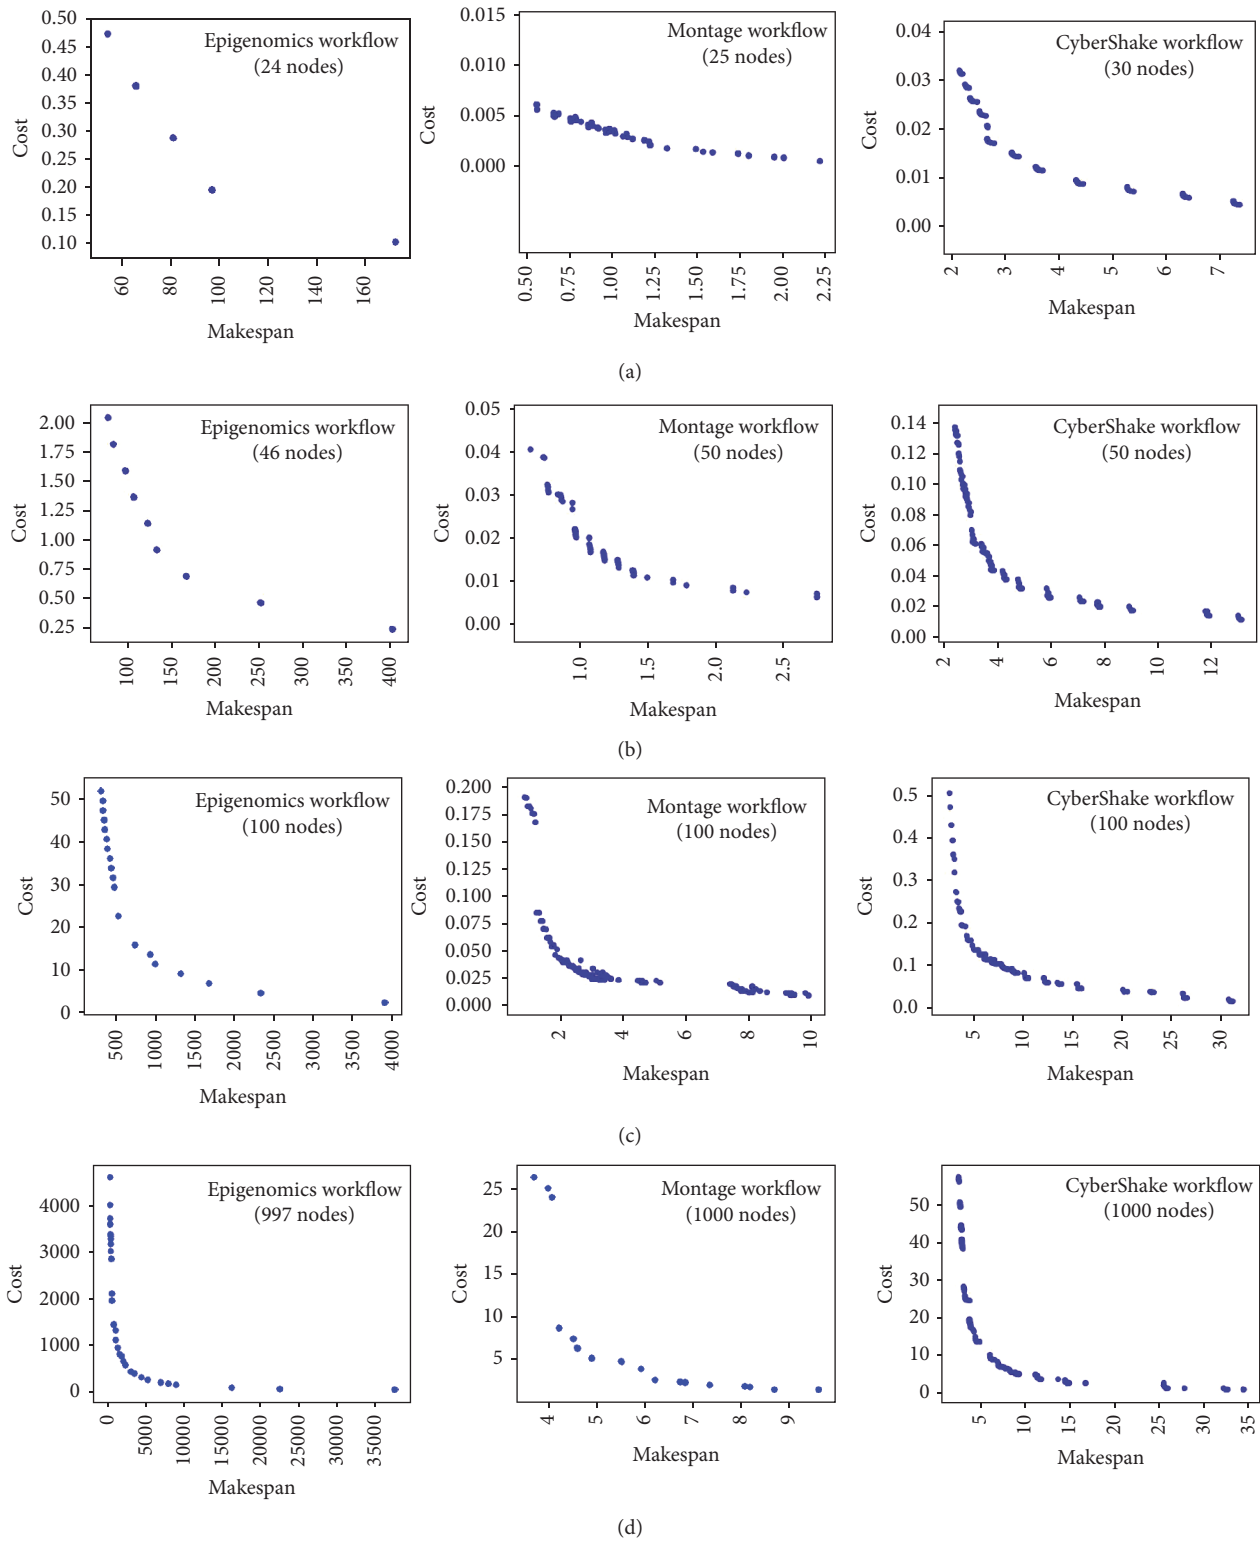 0.50
0.45
0.40
0.35
0.30
0.25
0.20
0.15
0.10
Cost
Epigenomics workflow
(24 nodes)
60
80
100
120
140
160
Makespan
0.015
0.010
0.005
0.000
Cost
Montage workflow
(25 nodes)
0.50
0.75
1.00
1.25
1.50
1.75
2.00
2.25
Makespan
0.04
0.03
0.02
0.01
0.00
Cost
CyberShake workflow
(30 nodes)
2
3
4
5
6
7
Makespan
(a)
2.00
1.75
1.50
1.25
1.00
0.75
0.50
0.25
Cost
Epigenomics workflow
(46 nodes)
100
150
200
250
300
350
400
Makespan
0.05
0.04
0.03
0.02
0.01
0.00
Cost
Montage workflow
(50 nodes)
1.0
1.5
2.0
2.5
Makespan
0.14
0.12
0.10
0.08
0.06
0.04
0.02
0.00
Cost
CyberShake workflow
(50 nodes)
2
4
6
8
10
12
Makespan
(b)
50
40
30
20
10
0
Cost
Epigenomics workflow
(100 nodes)
500
1000
1500
2000
2500
3000
3500
4000
Makespan
0.200
0.175
0.150
0.125
0.100
0.075
0.050
0.025
0.000
Cost
Montage workflow
(100 nodes)
2
4
6
8
10
Makespan
0.5
0.4
0.3
0.2
0.1
0.0
Cost
CyberShake workflow
(100 nodes)
5
10
15
20
25
30
Makespan
(c)
4000
3000
2000
1000
0
Cost
Epigenomics workflow
(997 nodes)
0
5000
10000
15000
20000
25000
30000
35000
Makespan
25
20
15
10
5
Cost
Montage workflow
(1000 nodes)
4
5
6
7
8
9
Makespan
50
40
30
20
10
0
Cost
CyberShake workflow
(1000 nodes)
5
10
15
20
25
30
35
Makespan
(d)